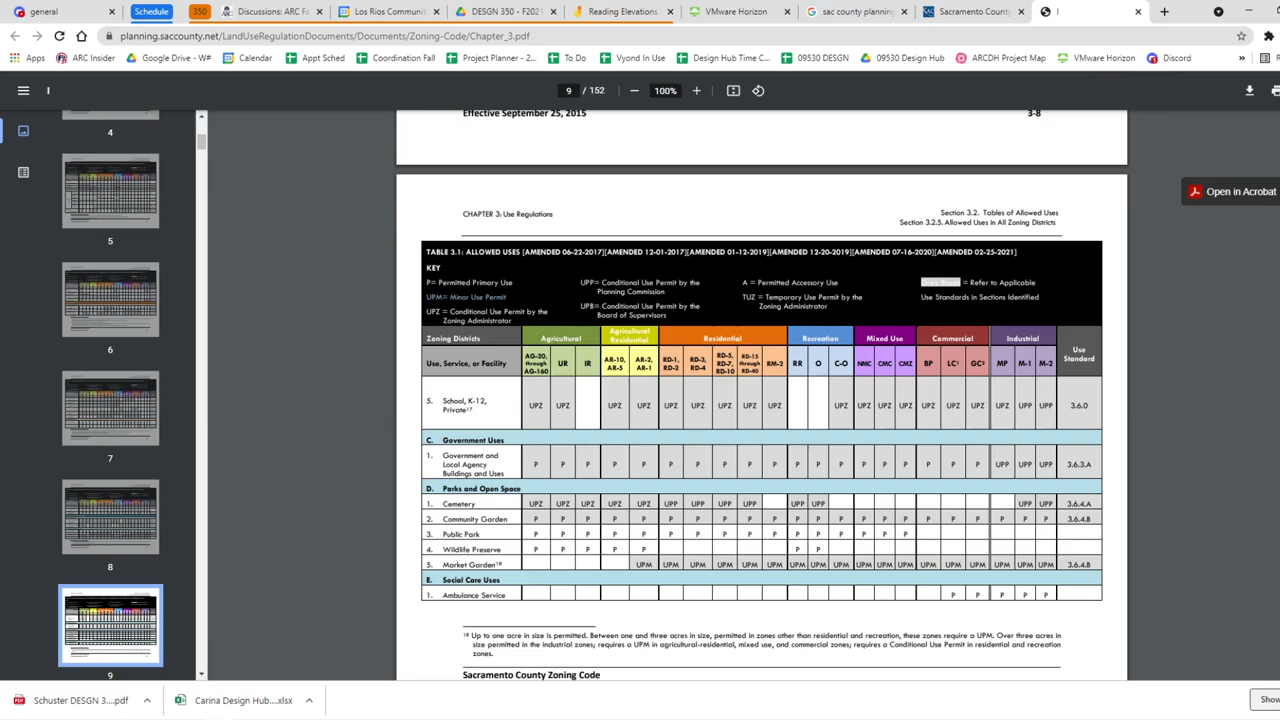 general
Schedule
350
Discussions: ARC Fa
Los Rios Communit
DESGN 350 - F2021
Reading Elevations
VMware Horizon
sac county planning
Sacramento County
I
planning.saccounty.net/LandUseRegulationDocuments/Documents/Zoning-Code/Chapter_3.pdf
Apps ARC Insider Google Drive - W# Calendar Appt Sched Coordination Fall Project Planner - 2... To Do Vyond In Use Design Hub Time C... 09530 DESGN 09530 Design Hub ARCDH Project Map VMware Horizon Discord »
I
9 / 152 100%
Effective September 25, 2015 3-8
4
5
6
7
8
9
Open in Acrobat
CHAPTER 3: Use Regulations
Section 3.2. Tables of Allowed Uses
Section 3.2.5. Allowed Uses in All Zoning Districts
TABLE 3.1: ALLOWED USES [AMENDED 06-22-2017][AMENDED 12-01-2017][AMENDED 01-12-2019][AMENDED 12-20-2019][AMENDED 07-16-2020][AMENDED 02-25-2021]
KEY
P= Permitted Primary Use
UPM= Minor Use Permit
UPZ = Conditional Use Permit by the
Zoning Administrator
UPP= Conditional Use Permit by the
Planning Commission
UPB= Conditional Use Permit by the
Board of Supervisors
A = Permitted Accessory Use
TUZ = Temporary Use Permit by the
Zoning Administrator
= Refer to Applicable
Use Standards in Sections Identified
Zoning Districts Agricultural Agricultural Residential Residential Recreation Mixed Use Commercial Industrial Use Standard
Use, Service, or Facility AG-20, through AG-160 UR IR AR-10, AR-5 AR-2, AR-1 RD-1, RD-2 RD-3, RD-4 RD-5, RD-7, RD-10 RD-15 through RD-40 RM-2 RR O C-O NMC CMC CMZ BP LC1 GC2 MP M-1 M-2
5. School, K-12, Private17 UPZ UPZ UPZ UPZ UPZ UPZ UPZ UPZ UPZ UPZ UPZ UPZ UPZ UPZ UPZ UPZ UPZ UPP UPP 3.6.0
C. Government Uses
1. Government and Local Agency Buildings and Uses P P P P P P P P P P P P P P P P P P P UPP UPP UPP 3.6.3.A
D. Parks and Open Space
1. Cemetery UPZ UPZ UPZ UPZ UPZ UPP UPP UPP UPP UPP UPP UPP UPP 3.6.4.A
2. Community Garden P P P P P P P P P P P P P P P P P P P P P P 3.6.4.B
3. Public Park P P P P P P P P P P P P P P P P
4. Wildlife Preserve P P P P P P P
5. Market Garden18 UPM UPM UPM UPM UPM UPM UPM UPM UPM UPM UPM UPM UPM UPM UPM UPM UPM UPM 3.6.4.B
E. Social Care Uses
1. Ambulance Service P P P P P
18 Up to one acre in size is permitted. Between one and three acres in size, permitted in zones other than residential and recreation, these zones require a UPM. Over three acres in
size permitted in the industrial zones; requires a UPM in agricultural-residential, mixed use, and commercial zones; requires a Conditional Use Permit in residential and recreation
zones.
Sacramento County Zoning Code
Schuster DESGN 3....pdf
Carina Design Hub....xlsx
Show